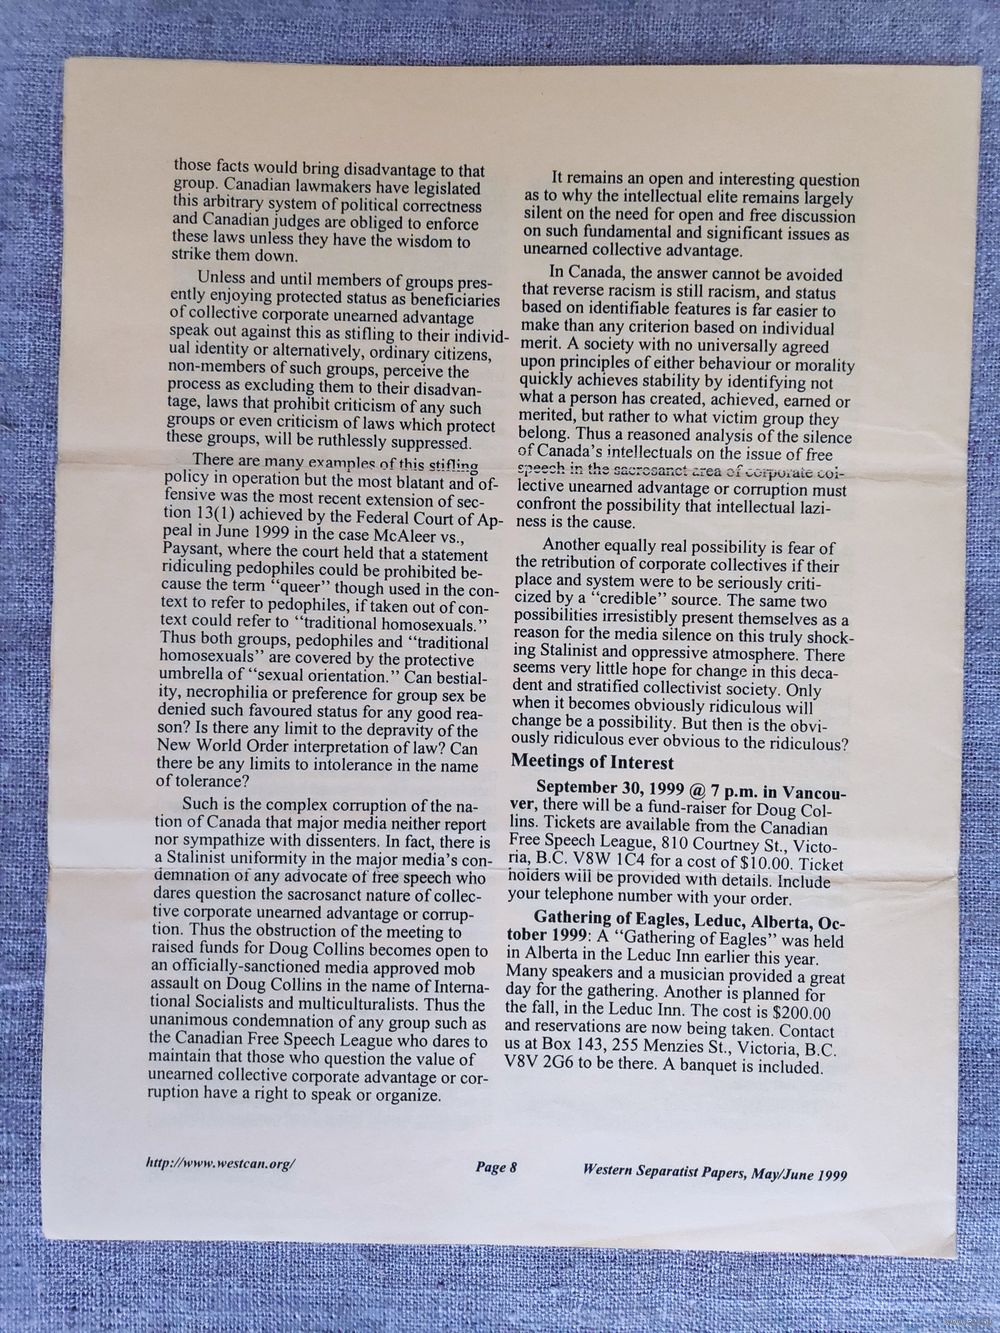 those facts would bring disadvantage to that
group. Canadian lawmakers have legislated
this arbitrary system of political correctness
and Canadian judges are obliged to enforce
these laws unless they have the wisdom to
strike them down.
Unless and until members of groups pres-
ently enjoying protected status as beneficiaries
of collective corporate unearned advantage
speak out against this as stifling to their individ-
ual identity or alternatively, ordinary citizens,
non-members of such groups, perceive the
process as excluding them to their disadvan-
tage, laws that prohibit criticism of any such
groups or even criticism of laws which protect
these groups, will be ruthlessly suppressed.
There are many examples of this stifling
policy in operation but the most blatant and of-
fensive was the most recent extension of sec-
tion 13(1) achieved by the Federal Court of Ap-
peal in June 1999 in the case McAleer vs.,
Paysant, where the court held that a statement
ridiculing pedophiles could be prohibited be-
cause the term “queer” though used in the con-
text to refer to pedophiles, if taken out of con-
text could refer to “traditional homosexuals.”
Thus both groups, pedophiles and “traditional
homosexuals” are covered by the protective
umbrella of “sexual orientation.” Can bestial-
ity, necrophilia or preference for group sex be
denied such favoured status for any good rea-
son? Is there any limit to the depravity of the
New World Order interpretation of law? Can
there be any limits to intolerance in the name
of tolerance?
Such is the complex corruption of the na-
tion of Canada that major media neither report
nor sympathize with dissenters. In fact, there is
a Stalinist uniformity in the major media’s con-
demnation of any advocate of free speech who
dares question the sacrosanct nature of collec-
tive corporate unearned advantage or corrup-
tion. Thus the obstruction of the meeting to
raised funds for Doug Collins becomes open to
an officially-sanctioned media approved mob
assault on Doug Collins in the name of Interna-
tional Socialists and multiculturalists. Thus the
unanimous condemnation of any group such as
the Canadian Free Speech League who dares to
maintain that those who question the value of
unearned collective corporate advantage or cor-
ruption have a right to speak or organize.
It remains an open and interesting question
as to why the intellectual elite remains largely
silent on the need for open and free discussion
on such fundamental and significant issues as
unearned collective advantage.
In Canada, the answer cannot be avoided
that reverse racism is still racism, and status
based on identifiable features is far easier to
make than any criterion based on individual
merit. A society with no universally agreed
upon principles of either behaviour or morality
quickly achieves stability by identifying not
what a person has created, achieved, earned or
merited, but rather to what victim group they
belong. Thus a reasoned analysis of the silence
of Canada’s intellectuals on the issue of free
speech in the sacrosanct area of corporate col-
lective unearned advantage or corruption must
confront the possibility that intellectual lazi-
ness is the cause.
Another equally real possibility is fear of
the retribution of corporate collectives if their
place and system were to be seriously criti-
cized by a “credible” source. The same two
possibilities irresistibly present themselves as a
reason for the media silence on this truly shock-
ing Stalinist and oppressive atmosphere. There
seems very little hope for change in this deca-
dent and stratified collectivist society. Only
when it becomes obviously ridiculous will
change be a possibility. But then is the obvi-
ously ridiculous ever obvious to the ridiculous?
Meetings of Interest
September 30, 1999 @ 7 p.m. in Vancou-
ver, there will be a fund-raiser for Doug Col-
lins. Tickets are available from the Canadian
Free Speech League, 810 Courtney St., Victo-
ria, B.C. V8W 1C4 for a cost of $10.00. Ticket
holders will be provided with details. Include
your telephone number with your order.
Gathering of Eagles, Leduc, Alberta, Oc-
tober 1999: A “Gathering of Eagles” was held
in Alberta in the Leduc Inn earlier this year.
Many speakers and a musician provided a great
day for the gathering. Another is planned for
the fall, in the Leduc Inn. The cost is $200.00
and reservations are now being taken. Contact
us at Box 143, 255 Menzies St., Victoria, B.C.
V8V 2G6 to be there. A banquet is included.
http://www.westcan.org/
Page 8
Western Separatist Papers, May/June 1999